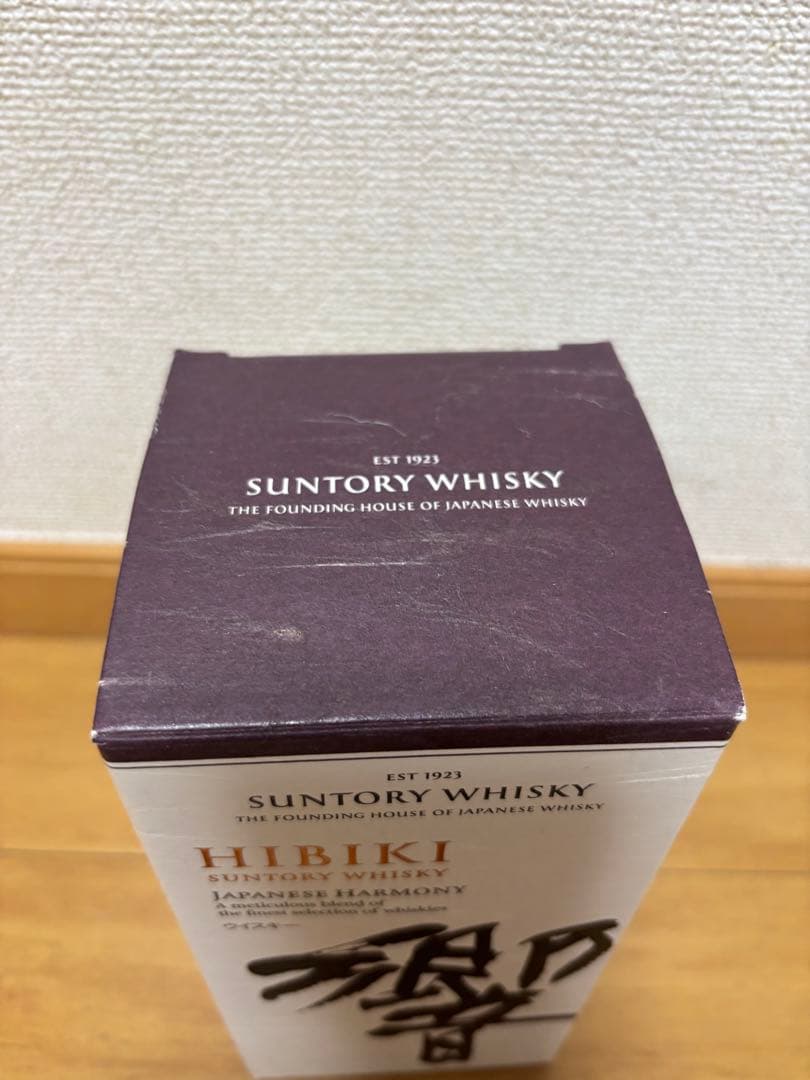 EST 1923
SUNTORY WHISKY
THE FOUNDING HOUSE OF JAPANESE WHISKY
EST 1923
SUNTORY WHISKY
THE FOUNDING HOUSE OF JAPANESE WHISKY
HIBIKI
SUNTORY WHISKY
JAPANESE HARMONY
A meticulous blend of
the finest selection of whiskies
ウイスキー
響